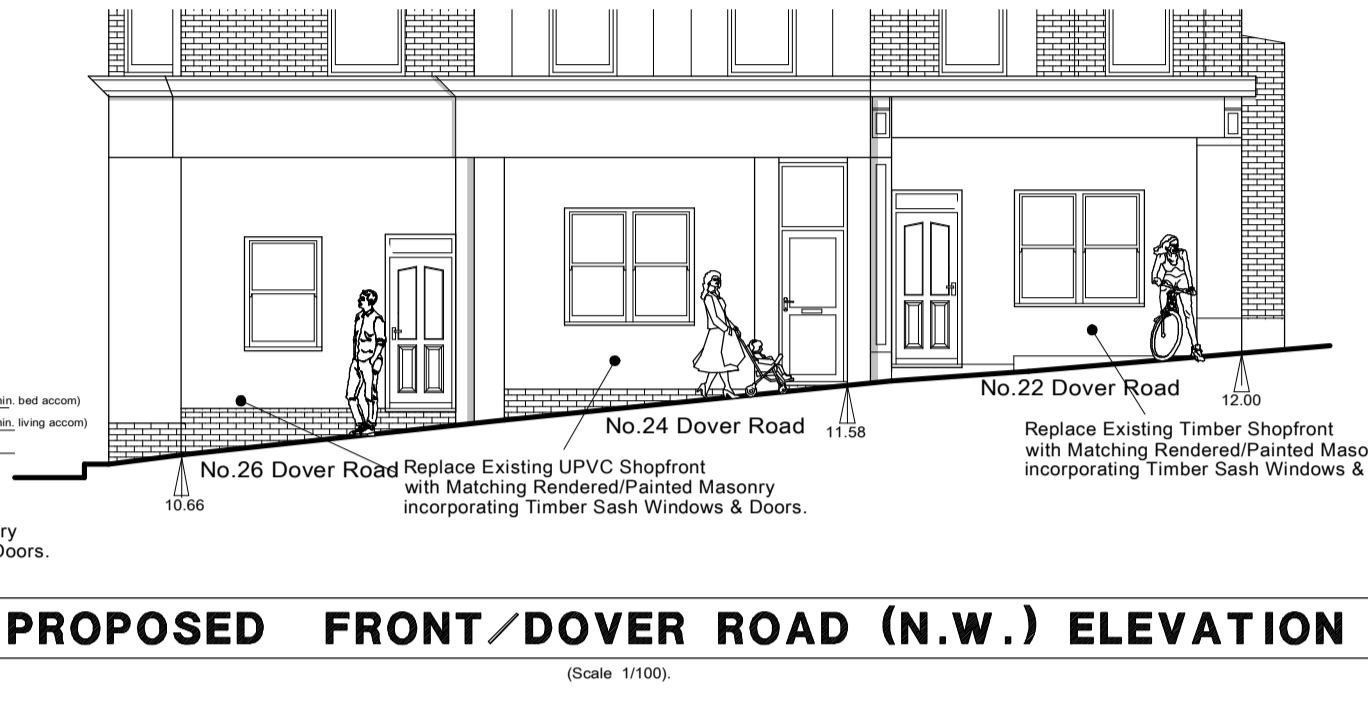 min. bed accom)
min. living accom)
No.24 Dover Road
11.58
No.22 Dover Road
12.00
No.26 Dover Road
10.66
Replace Existing UPVC Shopfront
with Matching Rendered/Painted Masonry
incorporating Timber Sash Windows & Doors.
Replace Existing Timber Shopfront
with Matching Rendered/Painted Maso
incorporating Timber Sash Windows &
ry
Doors.
PROPOSED FRONT/DOVER ROAD (N.W.) ELEVATION
(Scale 1/100).